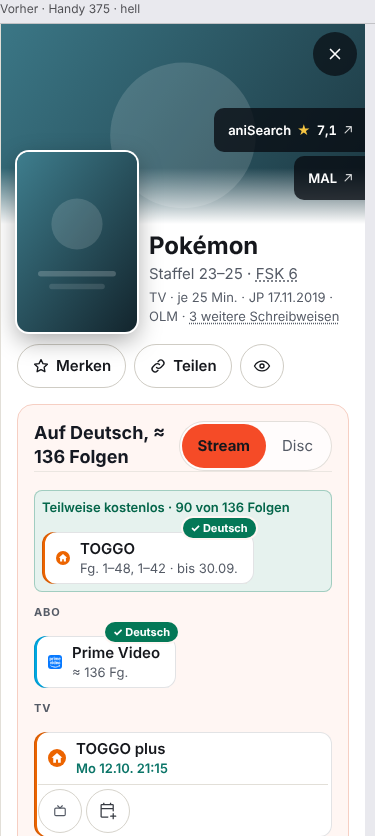 Vorher · Handy 375 · hell
aniSearch ★ 7,1 ↗
MAL ↗
Pokémon
Staffel 23–25 · FSK 6
TV · je 25 Min. · JP 17.11.2019 ·
OLM · 3 weitere Schreibweisen
Merken
Teilen
Auf Deutsch, ≈
136 Folgen
Stream
Disc
Teilweise kostenlos · 90 von 136 Folgen
✓ Deutsch
TOGGO
Fg. 1–48, 1–42 · bis 30.09.
ABO
✓ Deutsch
prime video
Prime Video
≈ 136 Fg.
TV
TOGGO plus
Mo 12.10. 21:15